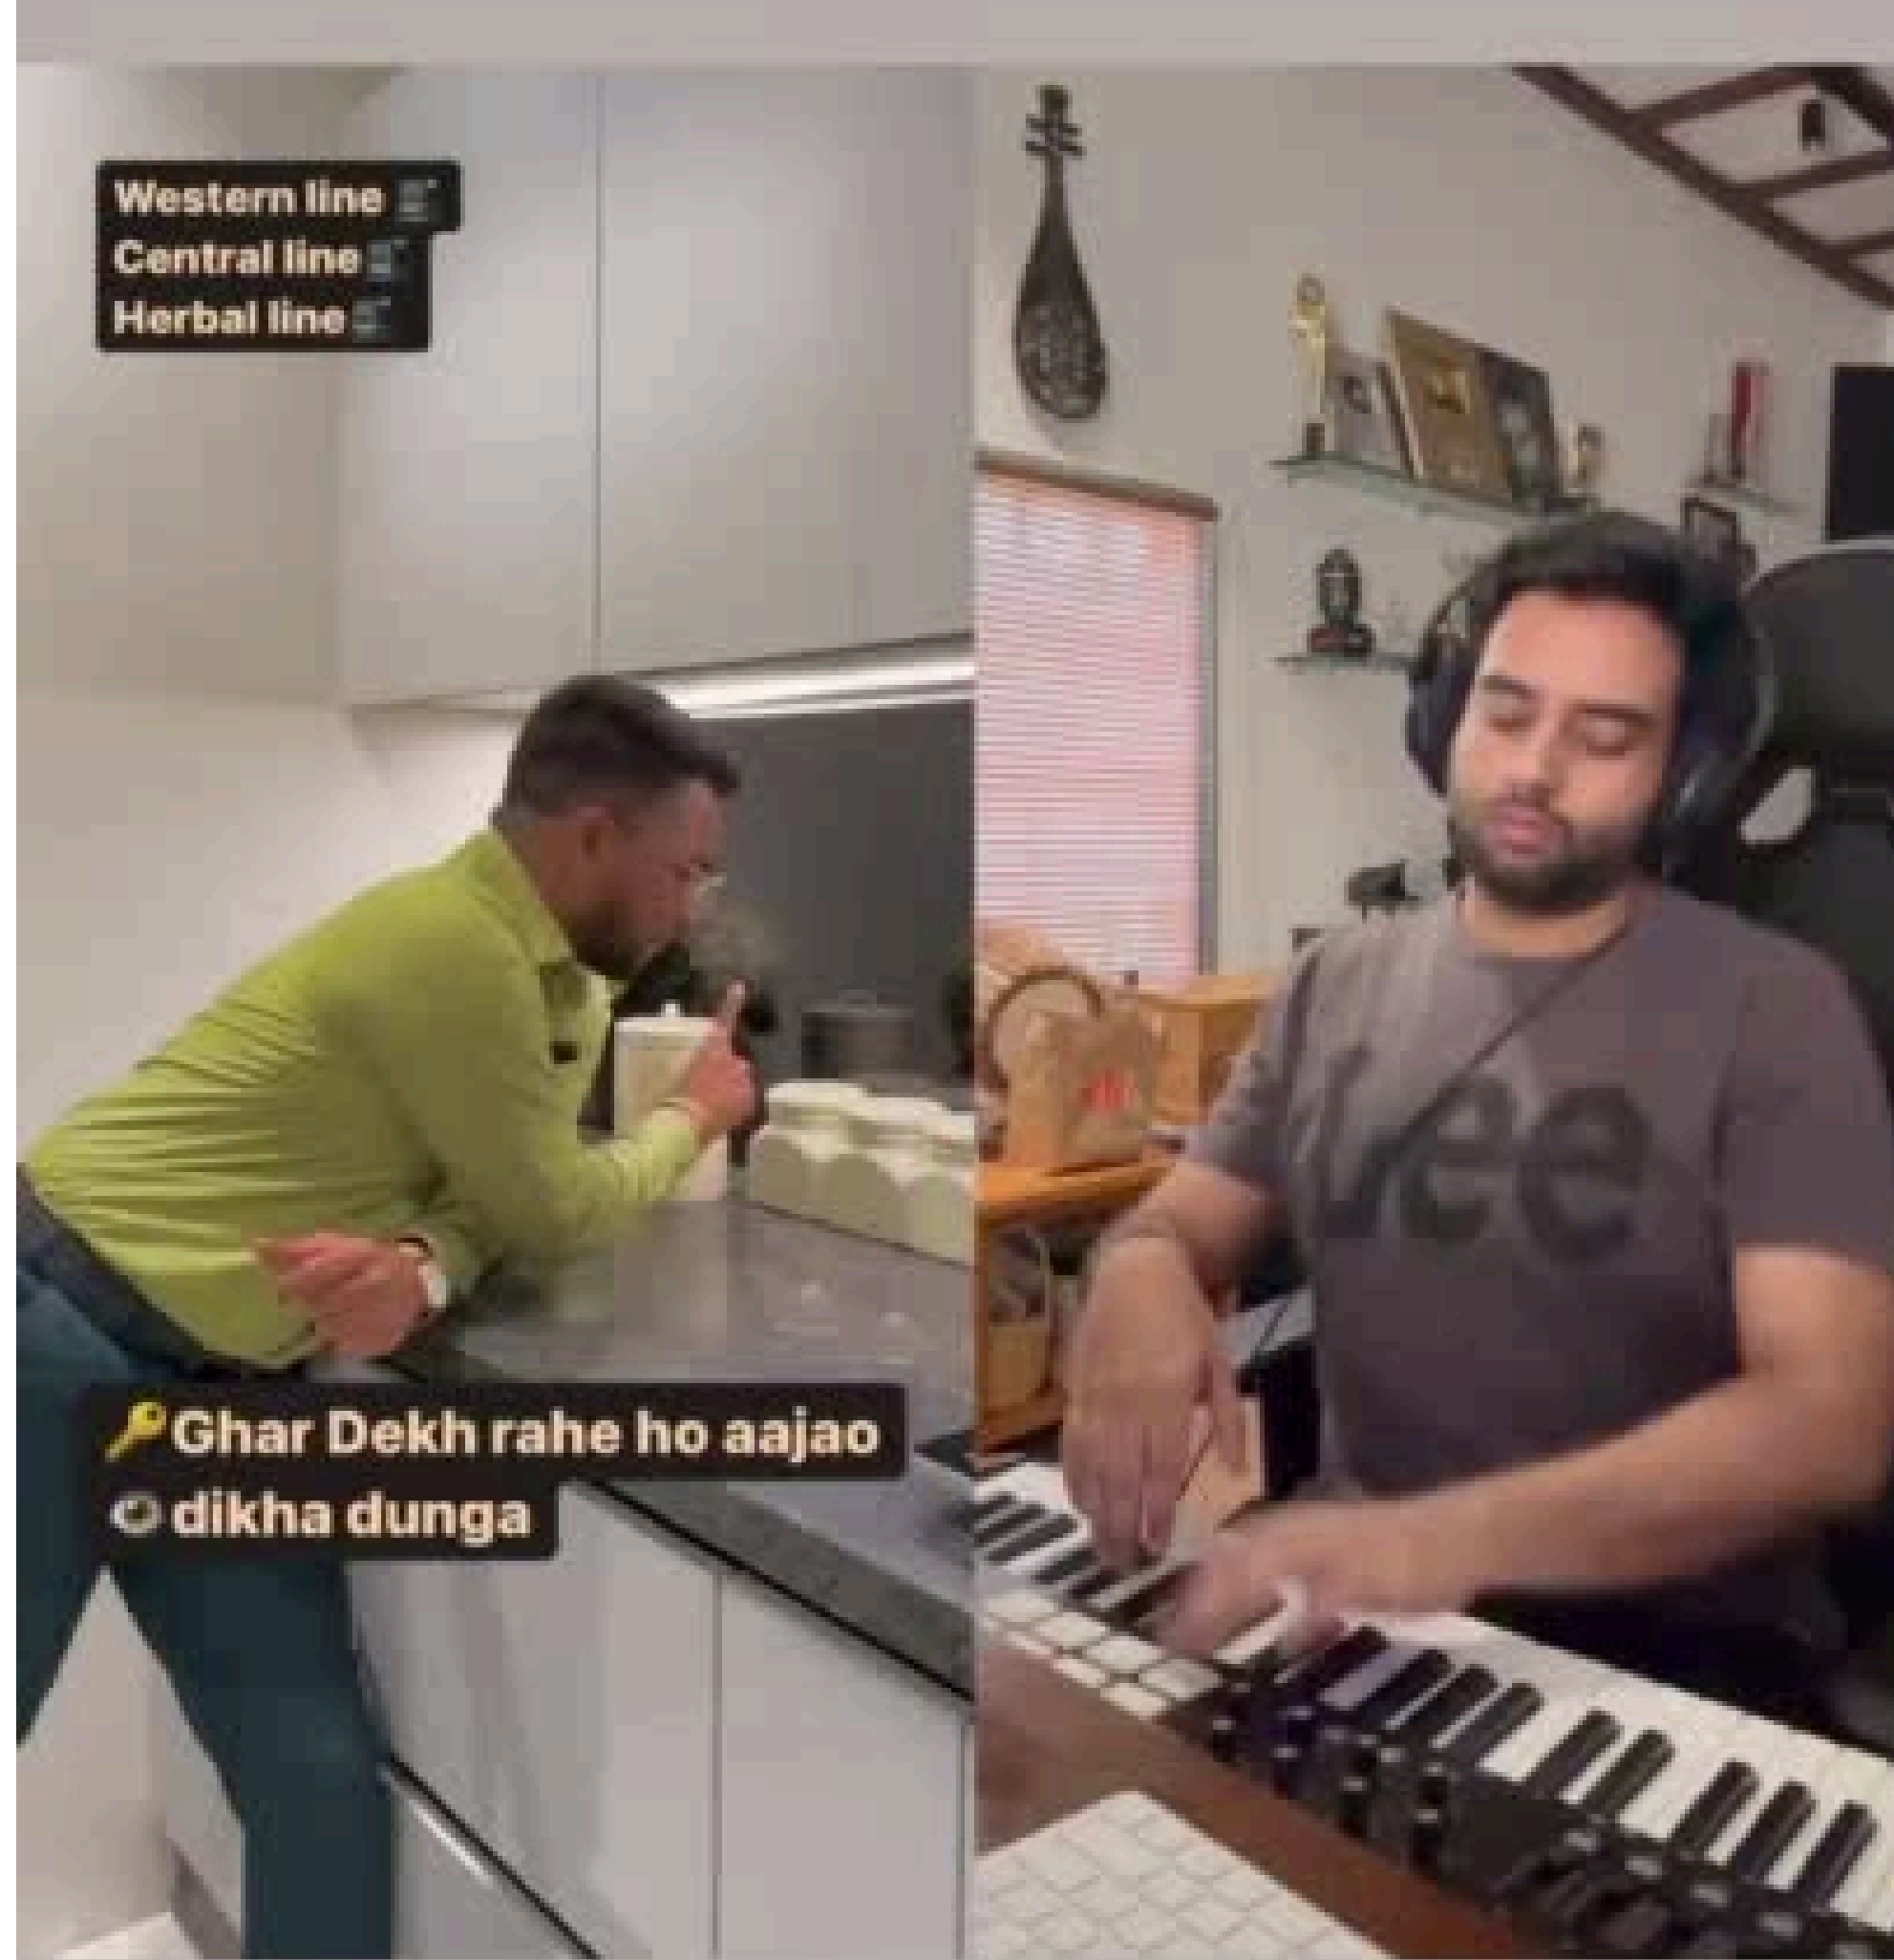 Western line
Central line
Herbal line
🔑Ghar Dekh rahe ho aajao
👁️dikha dunga
Lee